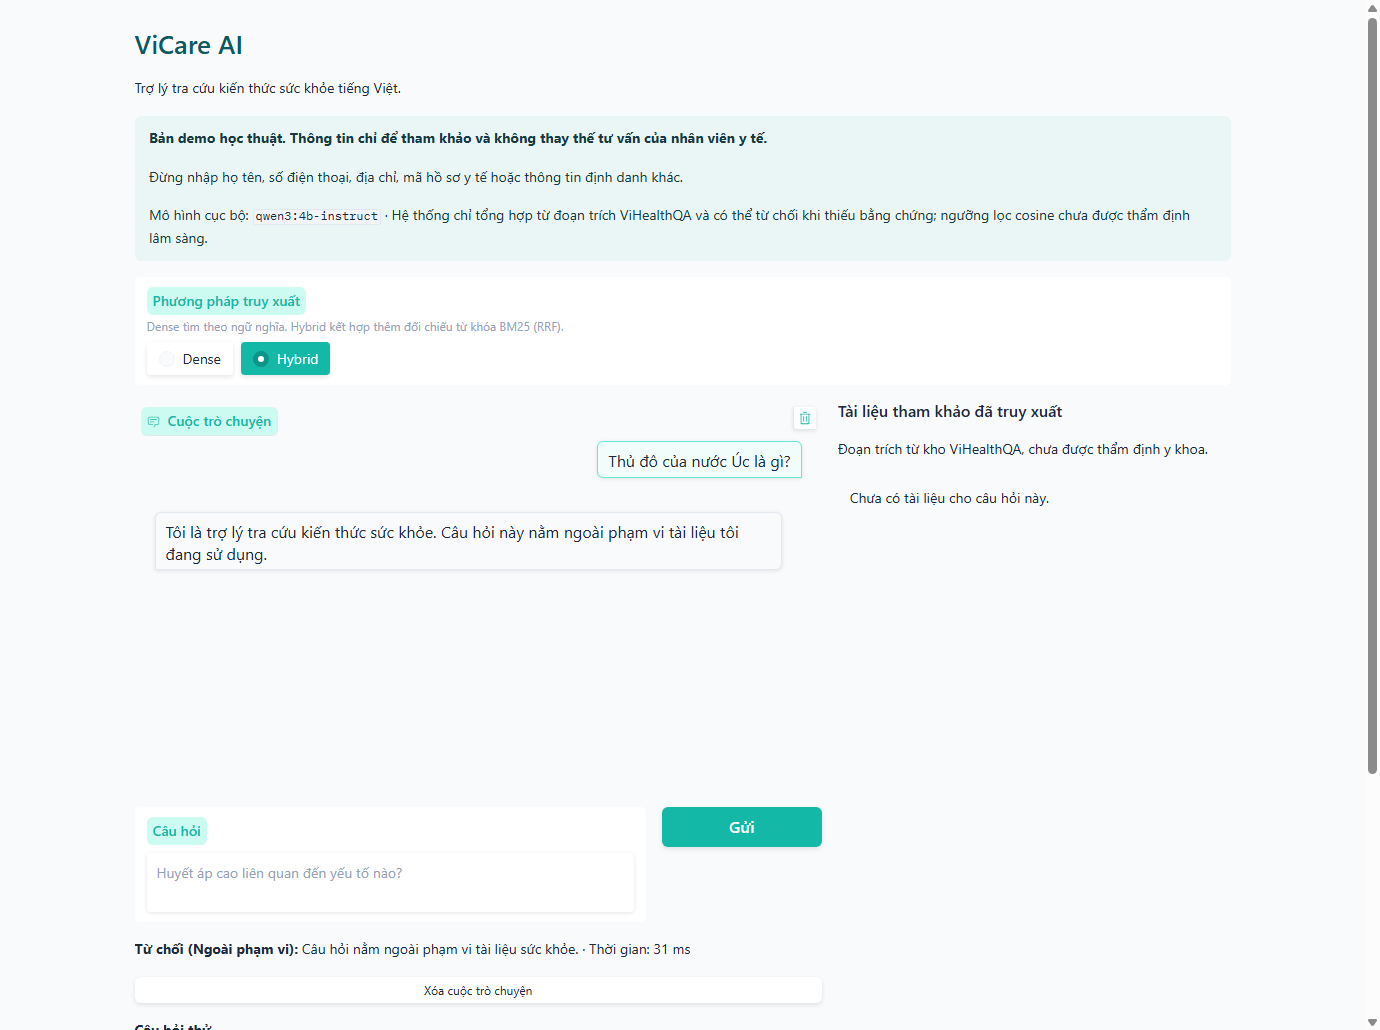 ViCare AI
Trợ lý tra cứu kiến thức sức khỏe tiếng Việt.
Bản demo học thuật. Thông tin chỉ để tham khảo và không thay thế tư vấn của nhân viên y tế.
Đừng nhập họ tên, số điện thoại, địa chỉ, mã hồ sơ y tế hoặc thông tin định danh khác.
Mô hình cục bộ: qwen3:4b-instruct · Hệ thống chỉ tổng hợp từ đoạn trích ViHealthQA và có thể từ chối khi thiếu bằng chứng; ngưỡng lọc cosine chưa được thẩm định
lâm sàng.
Phương pháp truy xuất
Dense tìm theo ngữ nghĩa. Hybrid kết hợp thêm đối chiếu từ khóa BM25 (RRF).
Dense
Hybrid
Cuộc trò chuyện
Thủ đô của nước Úc là gì?
Tôi là trợ lý tra cứu kiến thức sức khỏe. Câu hỏi này nằm ngoài phạm vi tài liệu tôi
đang sử dụng.
Tài liệu tham khảo đã truy xuất
Đoạn trích từ kho ViHealthQA, chưa được thẩm định y khoa.
Chưa có tài liệu cho câu hỏi này.
Câu hỏi
Huyết áp cao liên quan đến yếu tố nào?
Gửi
Từ chối (Ngoài phạm vi): Câu hỏi nằm ngoài phạm vi tài liệu sức khỏe. · Thời gian: 31 ms
Xóa cuộc trò chuyện
Câu hỏi thử